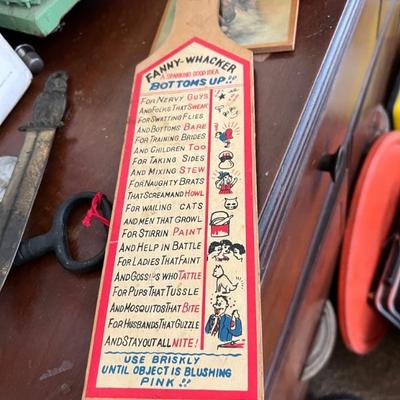 FANNY-WHACKER
A SPANKING GOOD IDEA
BOTTOMS UP!!
FOR NERVY GUYS
AND FOLKS THAT SWEAK
FOR SWATTING FLIES
AND BOTTOMS BARE
FOR TRAINING BRIDES
AND CHILDREN TOO
FOR TAKING SIDES
AND MIXING STEW
FOR NAUGHTY BRATS
THAT SCREAM AND HOWL
FOR WAILING CATS
AND MEN THAT GROWL
FOR STIRRIN PAINT
AND HELP IN BATTLE
FOR LADIES THAT FAINT
AND GOSSIPS WHO TATTLE
FOR PUPS THAT TUSSLE
AND MOSQUITOS THAT BITE
FOR HUSBANDS THAT GUZZLE
AND STAY OUT ALL NITE!
USE BRISKLY
UNTIL OBJECT IS BLUSHING
PINK!!